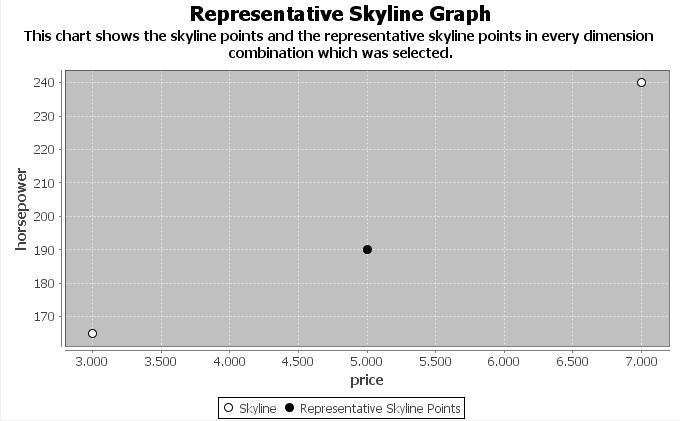 Representative Skyline Graph
This chart shows the skyline points and the representative skyline points in every dimension
combination which was selected.
240
230
220
210
200
190
180
170
horsepower
3.000 3.500 4.000 4.500 5.000 5.500 6.000 6.500 7.000
price
Skyline Representative Skyline Points